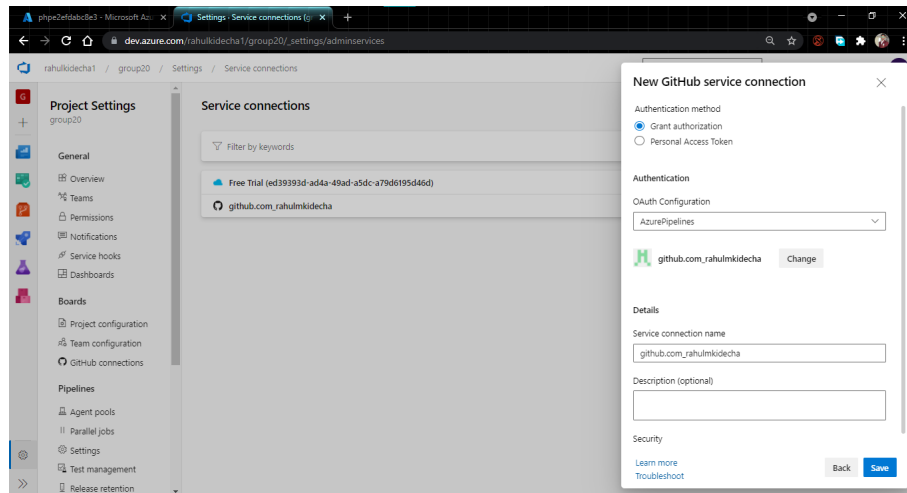 phpe2efdabc8e3 - Microsoft Azu
Settings · Service connections (g
dev.azure.com/rahulkidecha1/group20/_settings/adminservices
rahulkidecha1 / group20 / Settings / Service connections
G
Project Settings
group20
General
Overview
Teams
Permissions
Notifications
Service hooks
Dashboards
Boards
Project configuration
Team configuration
GitHub connections
Pipelines
Agent pools
Parallel jobs
Settings
Test management
Release retention
Service connections
Filter by keywords
Free Trial (ed39393d-ad4a-49ad-a5dc-a79d6195d46d)
github.com_rahulmkidecha
New GitHub service connection
Authentication method
Grant authorization
Personal Access Token
Authentication
OAuth Configuration
AzurePipelines
github.com_rahulmkidecha
Change
Details
Service connection name
github.com_rahulmkidecha
Description (optional)
Security
Learn more
Troubleshoot
Back
Save